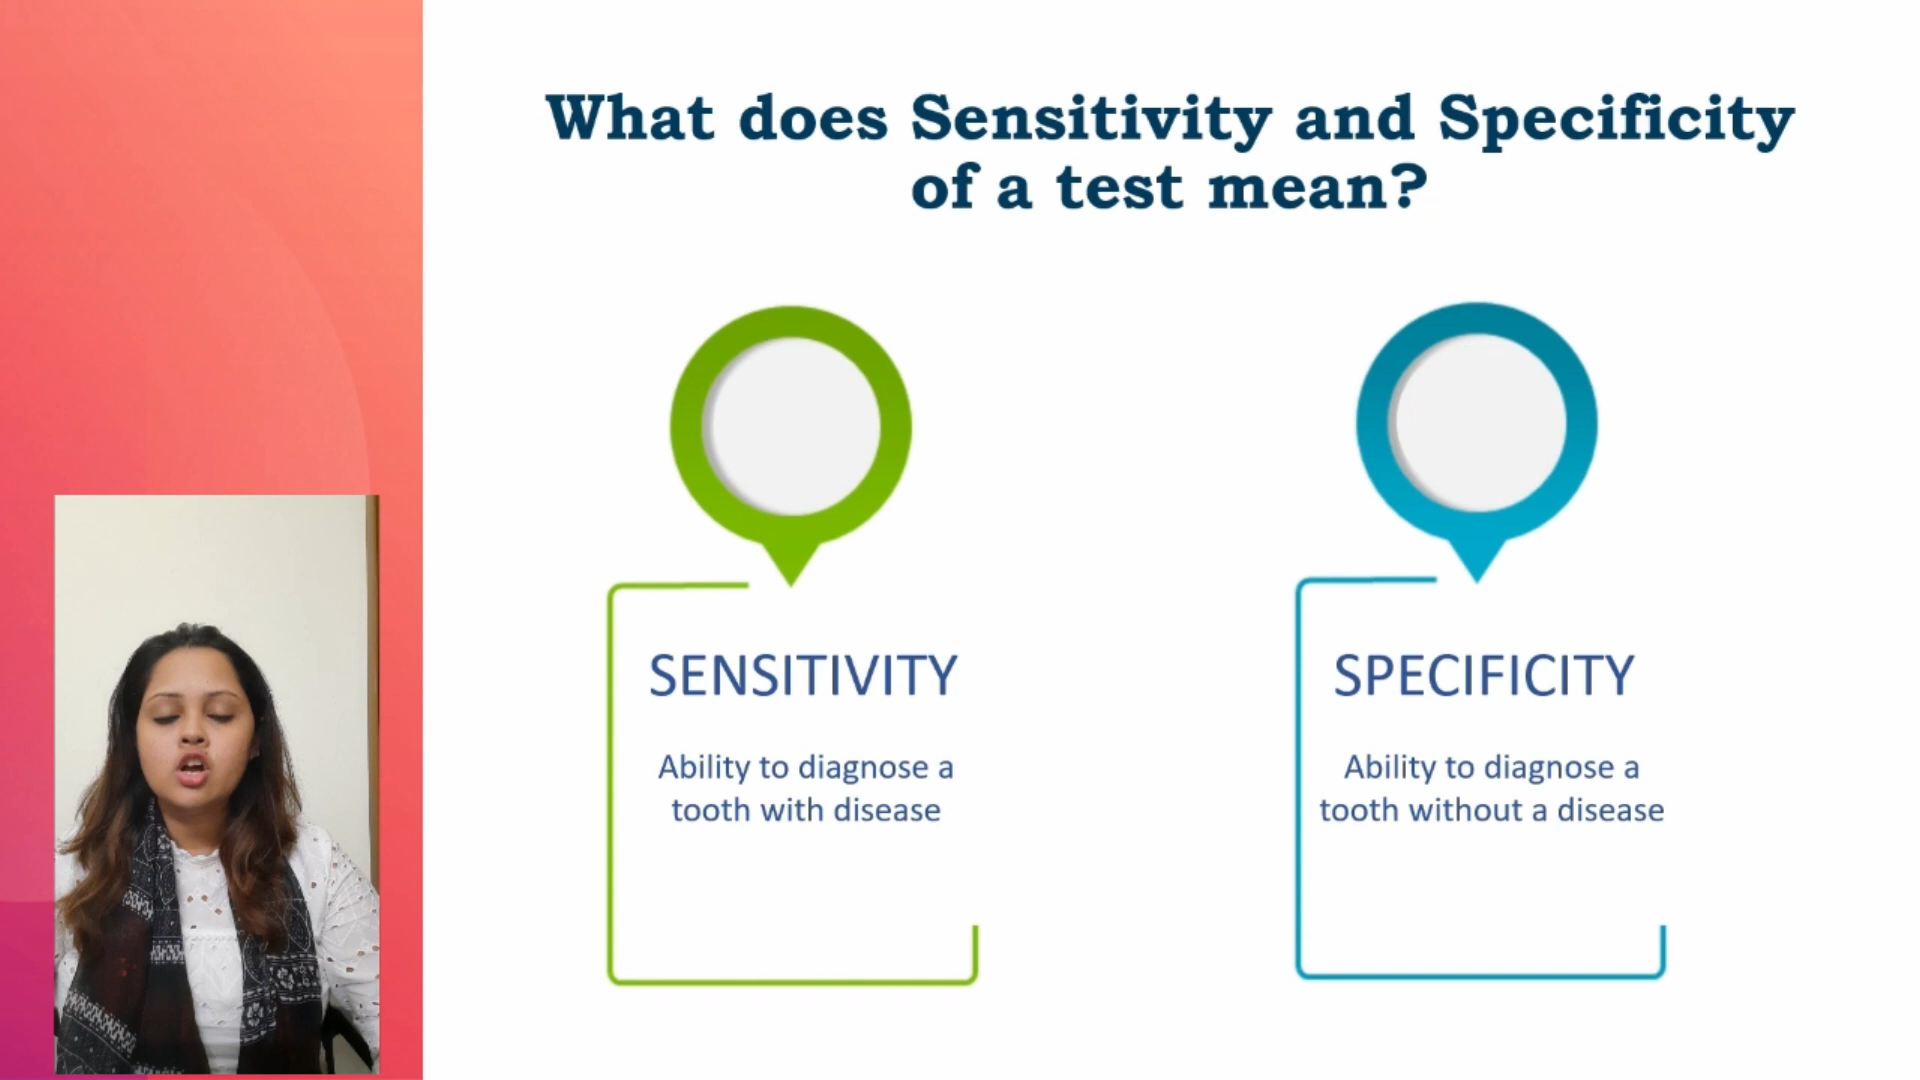 What does Sensitivity and Specificity
of a test mean?
SENSITIVITY
Ability to diagnose a
tooth with disease
SPECIFICITY
Ability to diagnose a
tooth without a disease